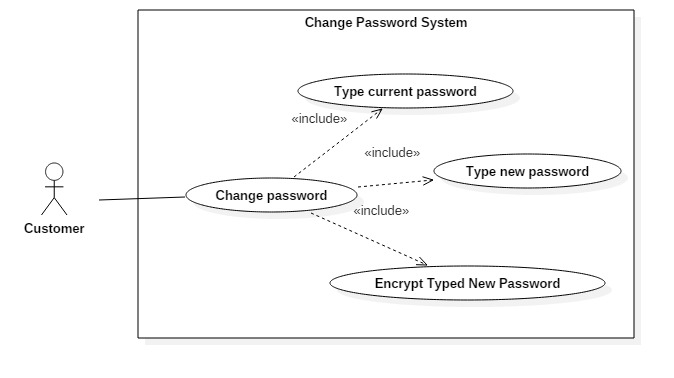 Change Password System
Type current password
«include»
«include»
Type new password
Change password
«include»
Customer
Encrypt Typed New Password